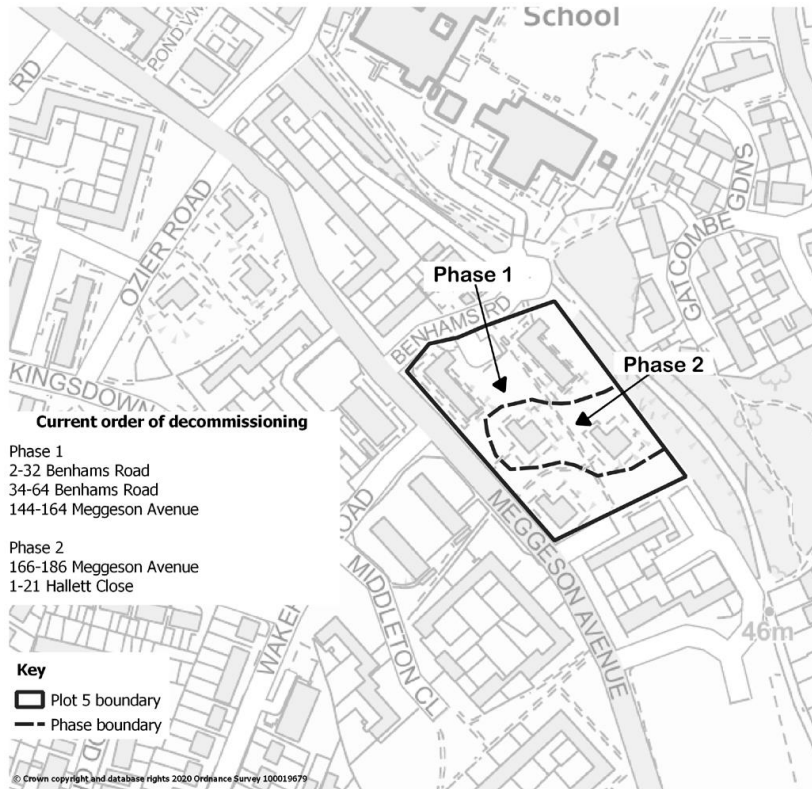 School
POND VW
RD
OZIER ROAD
GATCOMBE GDNS
Phase 1
BENHAMS RD
Phase 2
KINGSDOWN
Current order of decommissioning
Phase 1
2-32 Benhams Road
34-64 Benhams Road
144-164 Meggeson Avenue
Phase 2
166-186 Meggeson Avenue
1-21 Hallett Close
OAD
MEGGESON AVENUE
MIDDLETON CL
WAKEF
46m
Key
Plot 5 boundary
Phase boundary
© Crown copyright and database rights 2020 Ordnance Survey 100019679